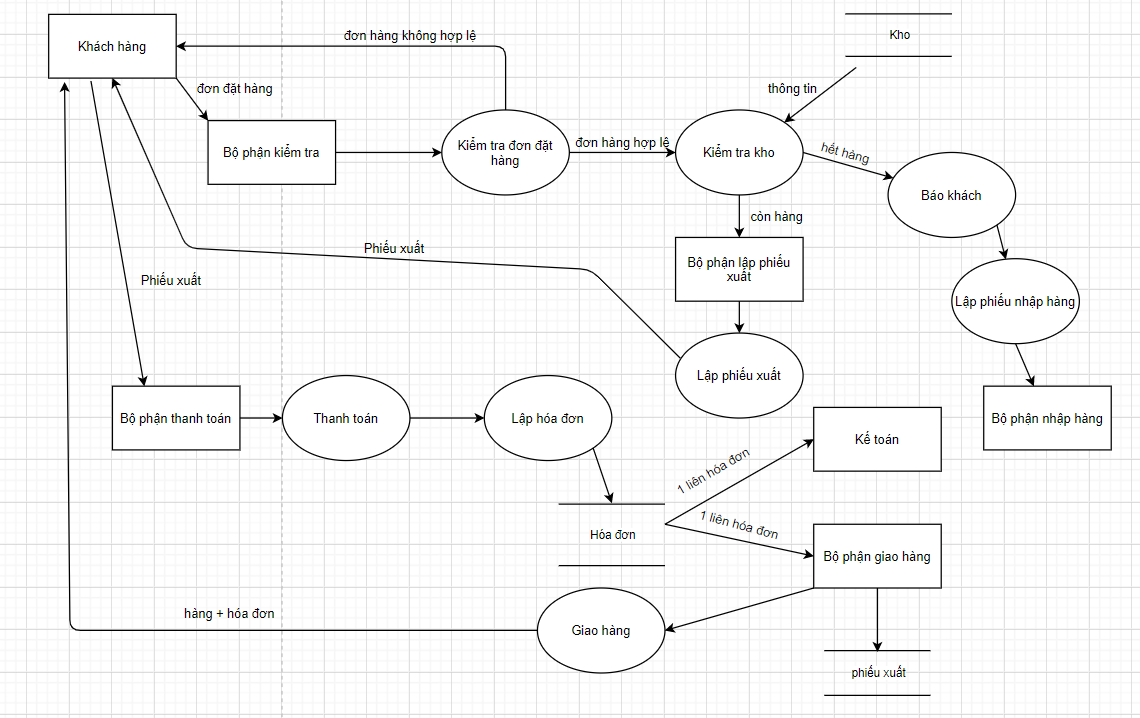 Khách hàng
đơn hàng không hợp lệ
Kho
đơn đặt hàng
thông tin
Bộ phận kiểm tra
Kiểm tra đơn đặt
hàng
đơn hàng hợp lệ
Kiểm tra kho
hết hàng
Báo khách
còn hàng
Phiếu xuất
Bộ phận lập phiếu
xuất
Phiếu xuất
Lập phiếu nhập hàng
Lập phiếu xuất
Bộ phận thanh toán
Thanh toán
Lập hóa đơn
Bộ phận nhập hàng
Kế toán
1 liên hóa đơn
1 liên hóa đơn
Hóa đơn
Bộ phận giao hàng
hàng + hóa đơn
Giao hàng
phiếu xuất